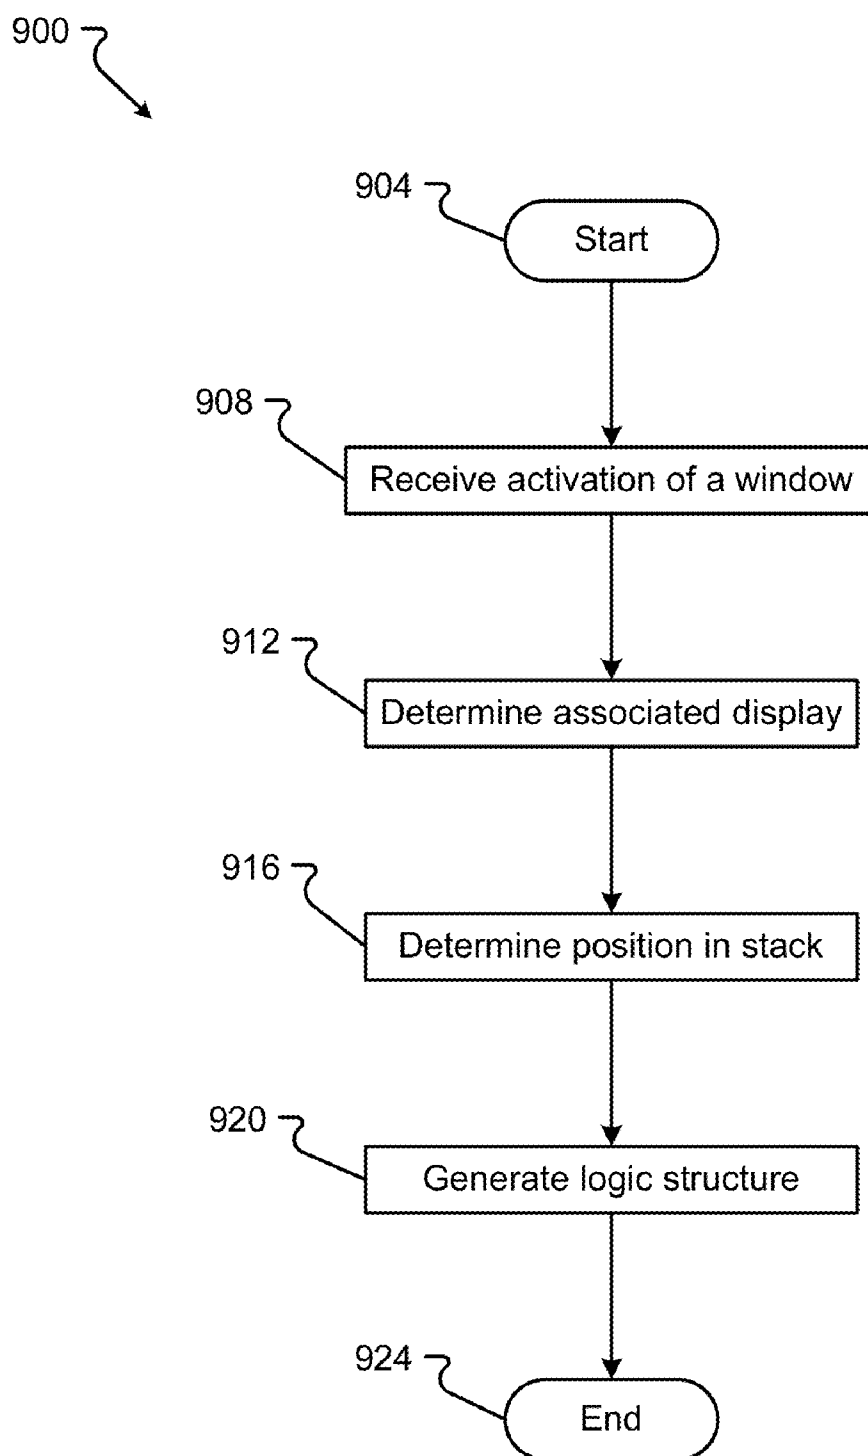 900
904
Start
908
Receive activation of a window
912
Determine associated display
916
Determine position in stack
920
Generate logic structure
924
End